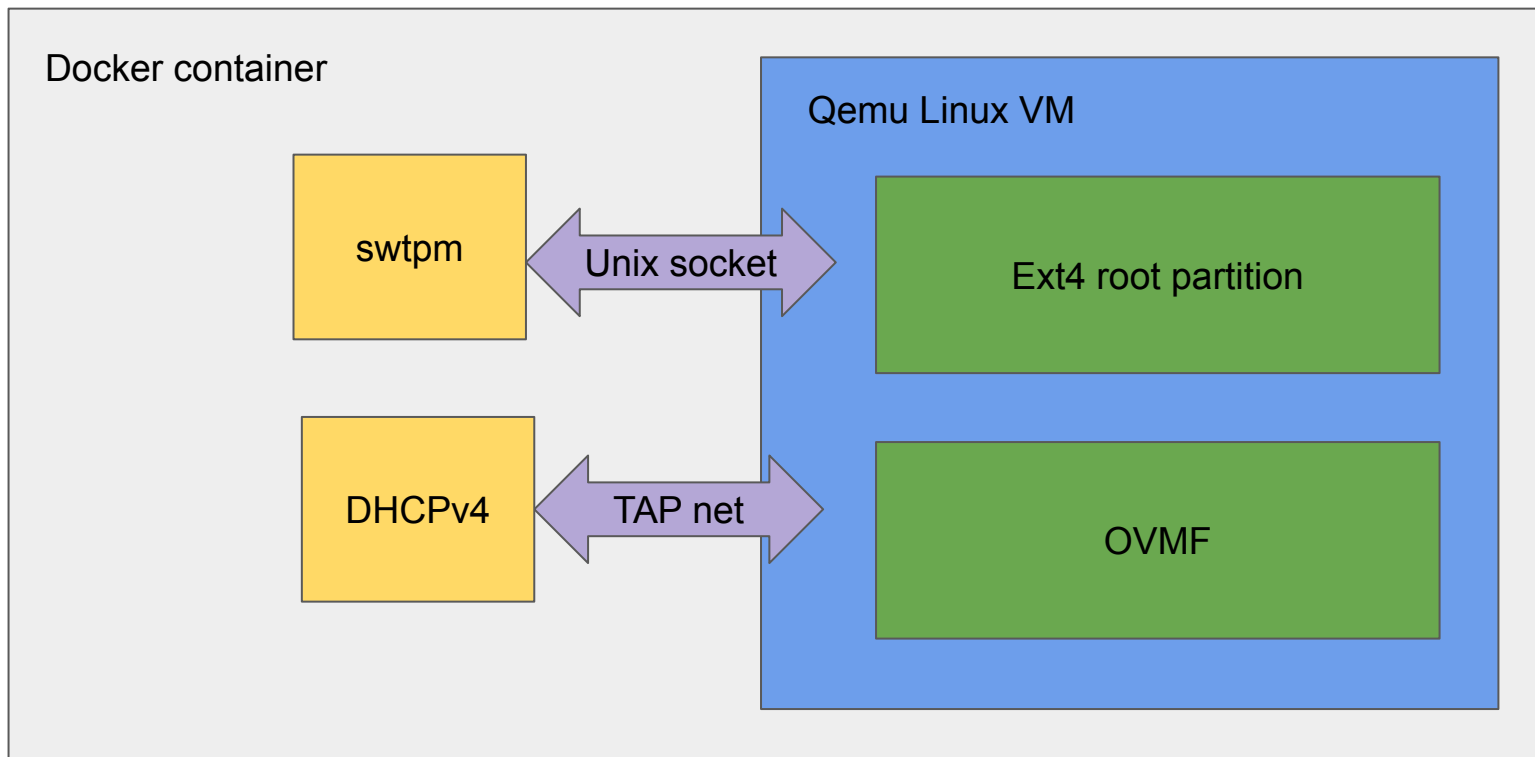 Docker container
Qemu Linux VM
swtpm
Unix socket
Ext4 root partition
DHCPv4
TAP net
OVMF